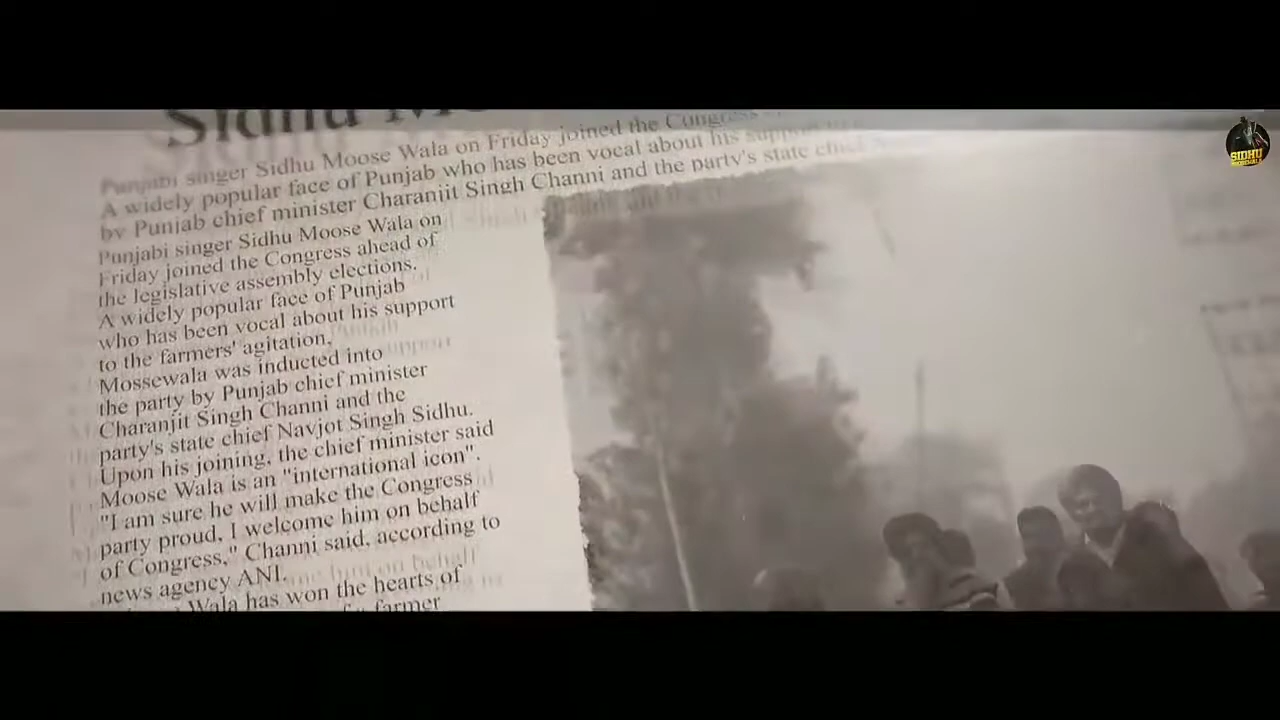 Sidhu
Punjabi singer Sidhu Moose Wala on Friday joined the Congress
A widely popular face of Punjab who has been vocal about his support
by Punjab chief minister Charanjit Singh Channi and the party's state chief
Punjabi singer Sidhu Moose Wala on
Friday joined the Congress ahead of
the legislative assembly elections.
A widely popular face of Punjab
who has been vocal about his support
to the farmers' agitation,
Mossewala was inducted into
the party by Punjab chief minister
Charanjit Singh Channi and the
party's state chief Navjot Singh Sidhu.
Upon his joining, the chief minister said
Moose Wala is an "international icon".
"I am sure he will make the Congress
party proud, I welcome him on behalf
of Congress," Channi said, according to
news agency ANI.
Wala has won the hearts of
farmer
SIDHU
MOOSEWALA